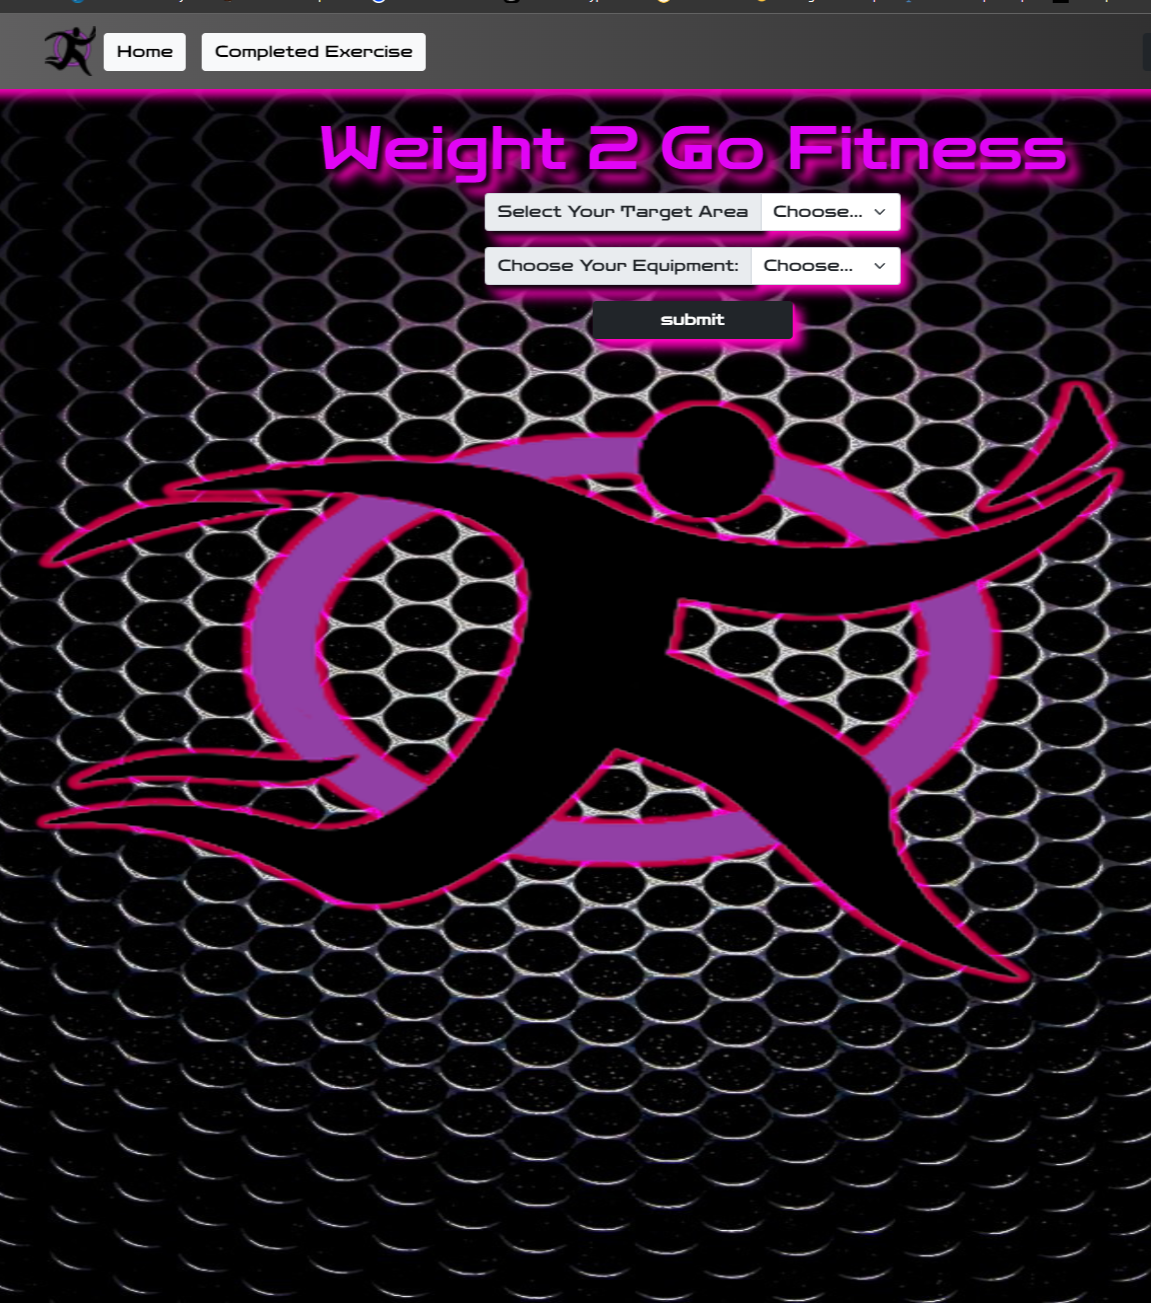 Home
Completed Exercise
Weight 2 Go Fitness
Select Your Target Area Choose...
Choose Your Equipment: Choose...
submit